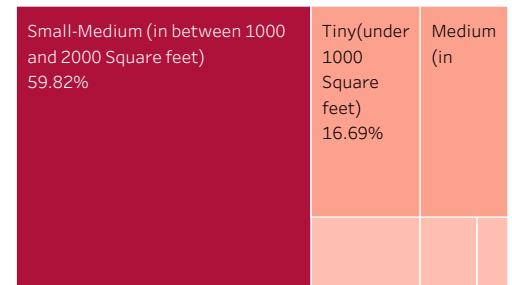 Small-Medium (in between 1000
and 2000 Square feet)
59.82%
Tiny(under
1000
Square
feet)
16.69%
Medium
(in